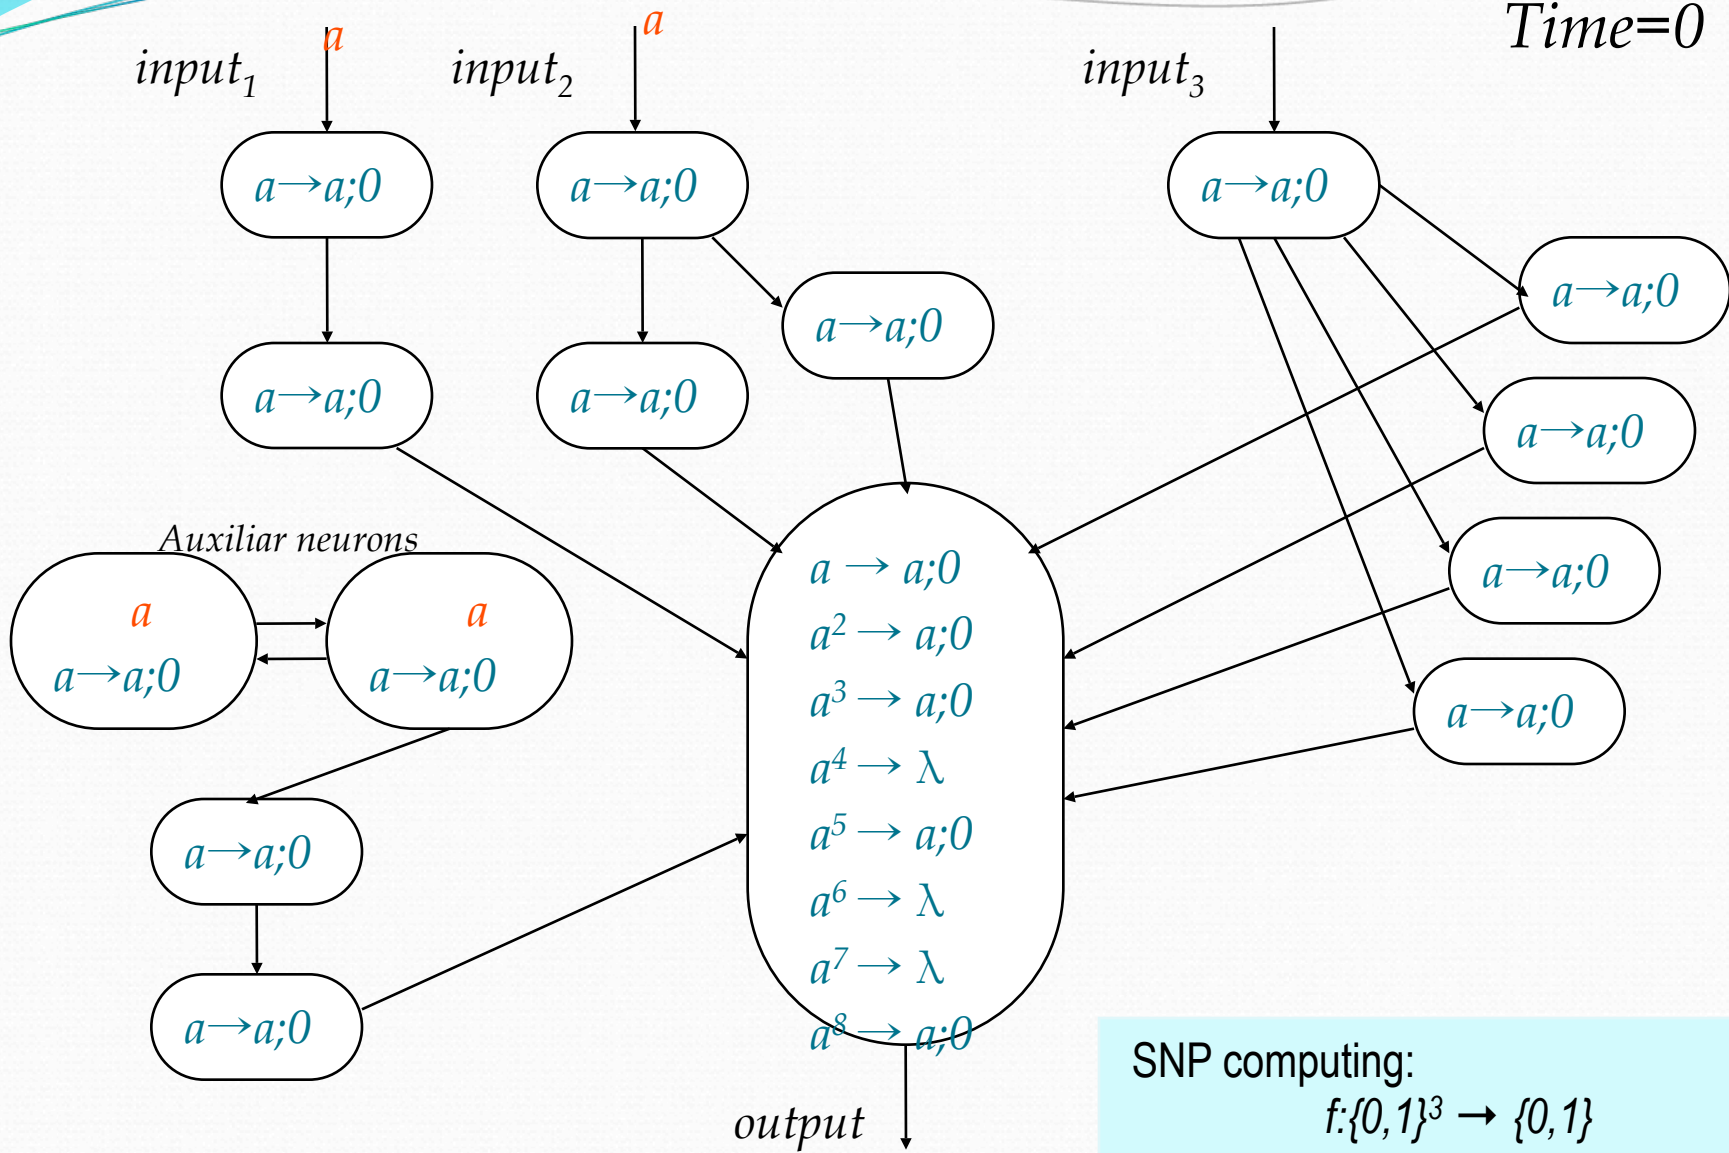 Time=0
a
a
input₁
input₂
input₃
a→a;0
a→a;0
a→a;0
a→a;0
a→a;0
a→a;0
a→a;0
a→a;0
a→a;0
Auxiliar neurons
a
a→a;0
a
a→a;0
a → a;0
a² → a;0
a³ → a;0
a⁴ → λ
a⁵ → a;0
a⁶ → λ
a⁷ → λ
a⁸ → a;0
a→a;0
a→a;0
a→a;0
output
SNP computing:
f:{0,1}³ → {0,1}